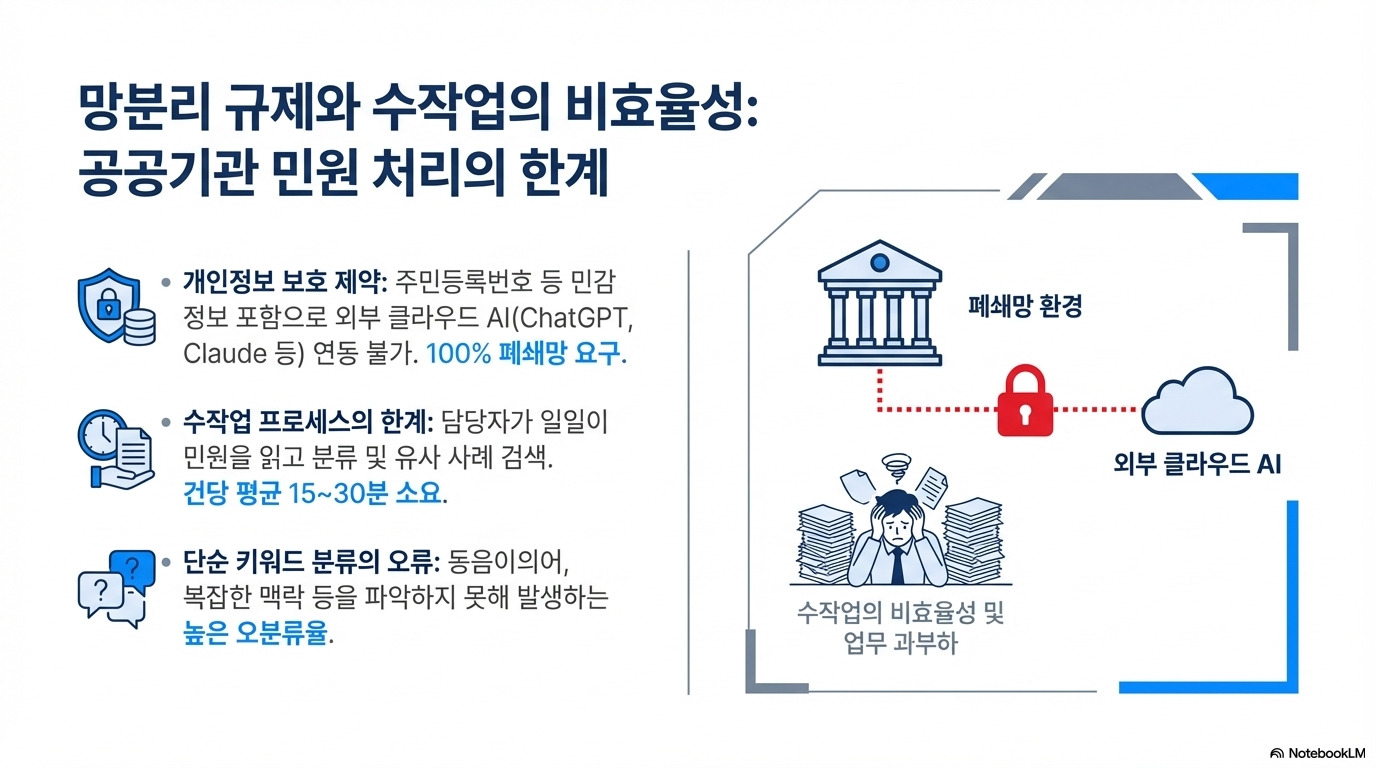 망분리 규제와 수작업의 비효율성:
공공기관 민원 처리의 한계
• 개인정보 보호 제약: 주민등록번호 등 민감
정보 포함으로 외부 클라우드 AI(ChatGPT,
Claude 등) 연동 불가. 100% 폐쇄망 요구.
• 수작업 프로세스의 한계: 담당자가 일일이
민원을 읽고 분류 및 유사 사례 검색.
건당 평균 15~30분 소요.
• 단순 키워드 분류의 오류: 동음이의어,
복잡한 맥락 등을 파악하지 못해 발생하는
높은 오분류율.
? ?
폐쇄망 환경
외부 클라우드 AI
수작업의 비효율성 및
업무 과부하
NotebookLM